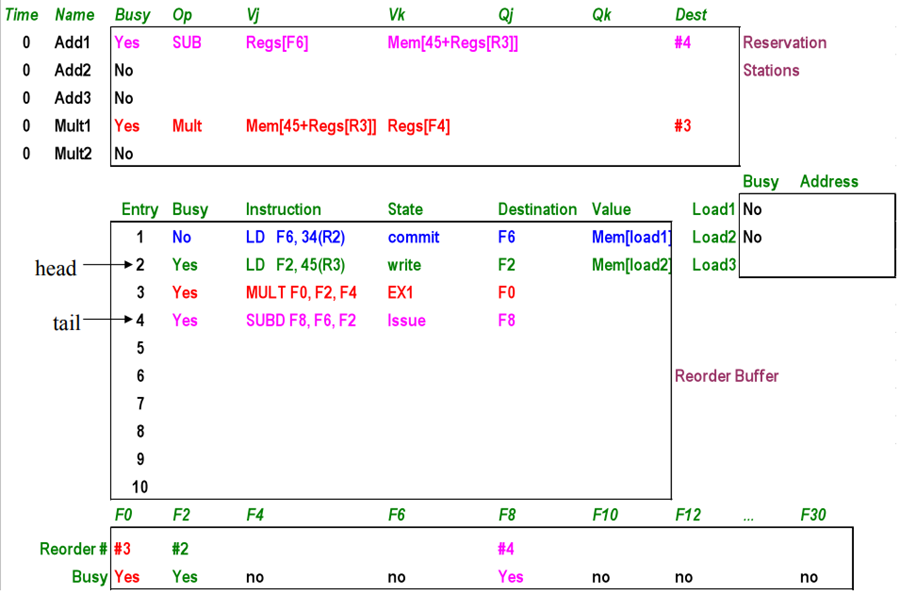 Time Name Busy Op Vj Vk Qj Qk Dest
0 Add1 Yes SUB Regs[F6] Mem[45+Regs[R3]] #4 Reservation
0 Add2 No Stations
0 Add3 No
0 Mult1 Yes Mult Mem[45+Regs[R3]] Regs[F4] #3
0 Mult2 No
Busy Address
Entry Busy Instruction State Destination Value Load1 No
1 No LD F6, 34(R2) commit F6 Mem[load1] Load2 No
head 2 Yes LD F2, 45(R3) write F2 Mem[load2] Load3
3 Yes MULT F0, F2, F4 EX1 F0
tail 4 Yes SUBD F8, F6, F2 Issue F8
5
6 Reorder Buffer
7
8
9
10
F0 F2 F4 F6 F8 F10 F12 ... F30
Reorder # #3 #2 #4
Busy Yes Yes no no Yes no no no